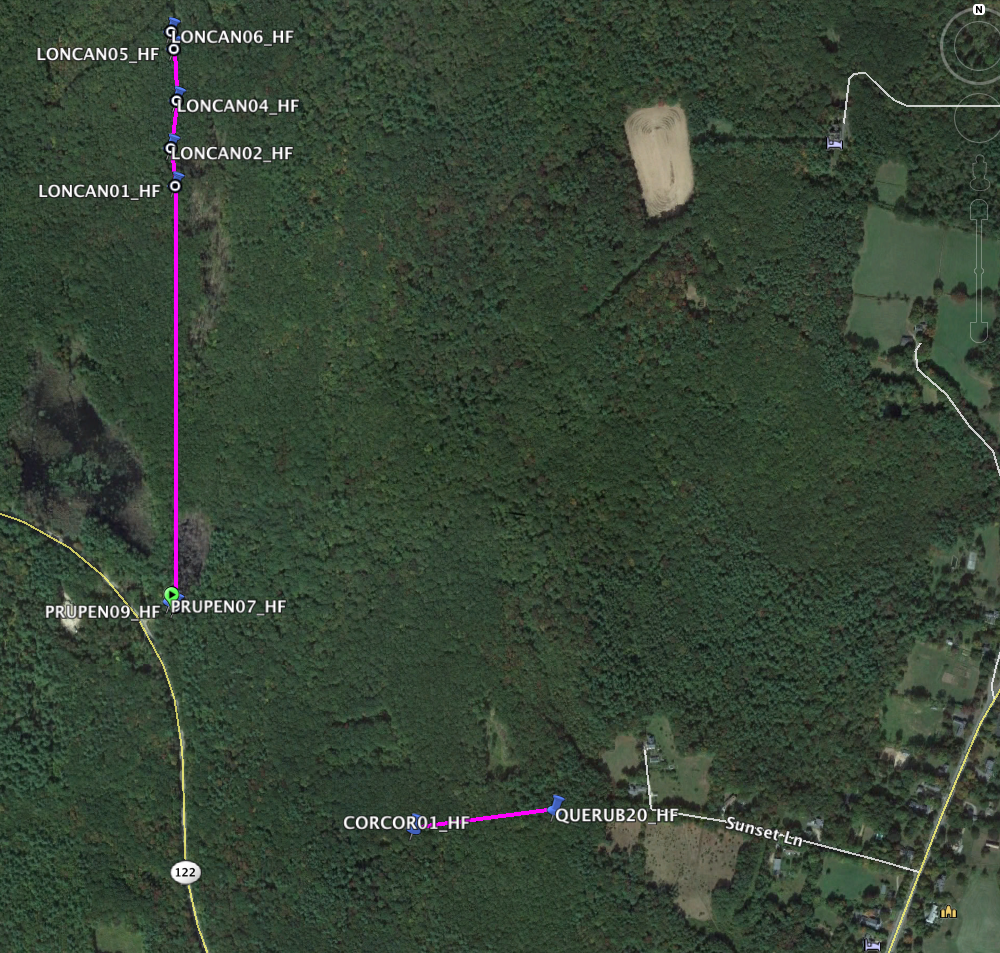 N
LONCAN06_HF
LONCAN05_HF
LONCAN04_HF
LONCAN02_HF
LONCAN01_HF
PRUPEN09_HF
PRUPEN07_HF
CORCOR01_HF
QUERUB20_HF
Sunset Ln
122